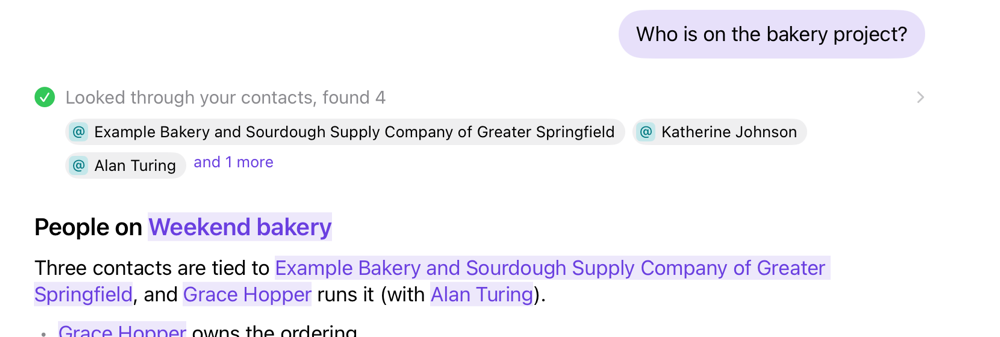 Who is on the bakery project?
Looked through your contacts, found 4
@ Example Bakery and Sourdough Supply Company of Greater Springfield @ Katherine Johnson
@ Alan Turing and 1 more
People on Weekend bakery
Three contacts are tied to Example Bakery and Sourdough Supply Company of Greater
Springfield, and Grace Hopper runs it (with Alan Turing).
• Grace Hopper owns the ordering